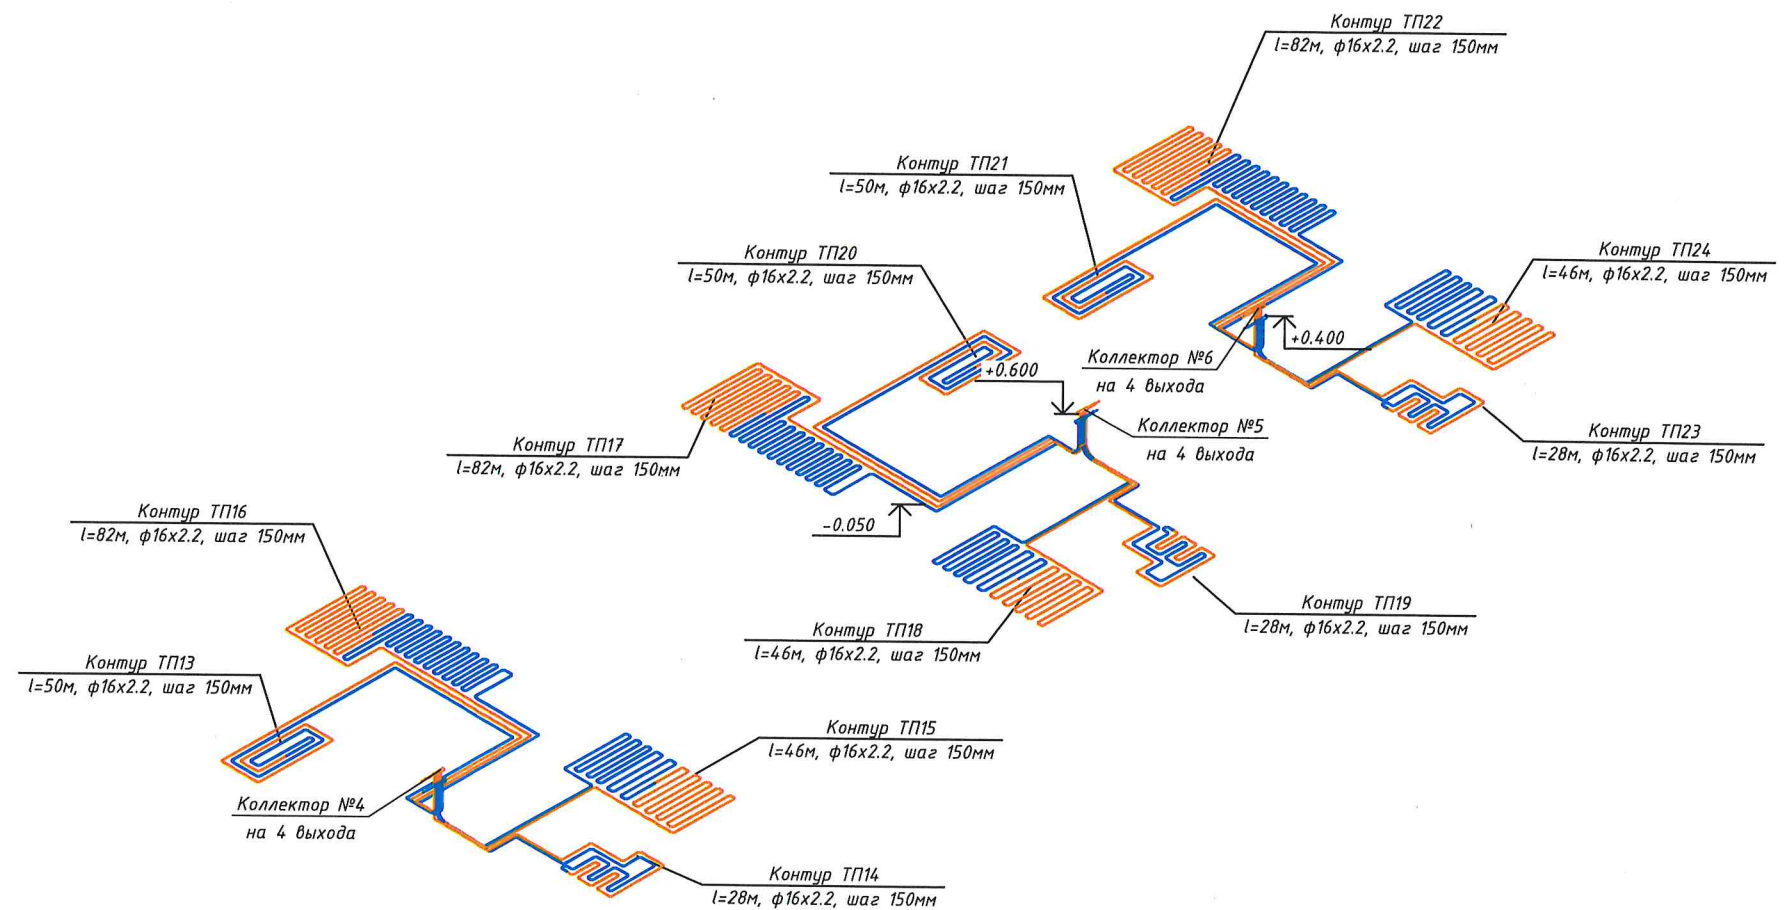 Контур ТП22
l=82м, ф16х2.2, шаг 150мм
Контур ТП21
l=50м, ф16х2.2, шаг 150мм
Контур ТП20
l=50м, ф16х2.2, шаг 150мм
Контур ТП24
l=46м, ф16х2.2, шаг 150мм
+0.400
Коллектор №6
на 4 выхода
+0.600
Коллектор №5
на 4 выхода
Контур ТП23
l=28м, ф16х2.2, шаг 150мм
Контур ТП17
l=82м, ф16х2.2, шаг 150мм
-0.050
Контур ТП16
l=82м, ф16х2.2, шаг 150мм
Контур ТП19
l=28м, ф16х2.2, шаг 150мм
Контур ТП18
l=46м, ф16х2.2, шаг 150мм
Контур ТП13
l=50м, ф16х2.2, шаг 150мм
Контур ТП15
l=46м, ф16х2.2, шаг 150мм
Коллектор №4
на 4 выхода
Контур ТП14
l=28м, ф16х2.2, шаг 150мм